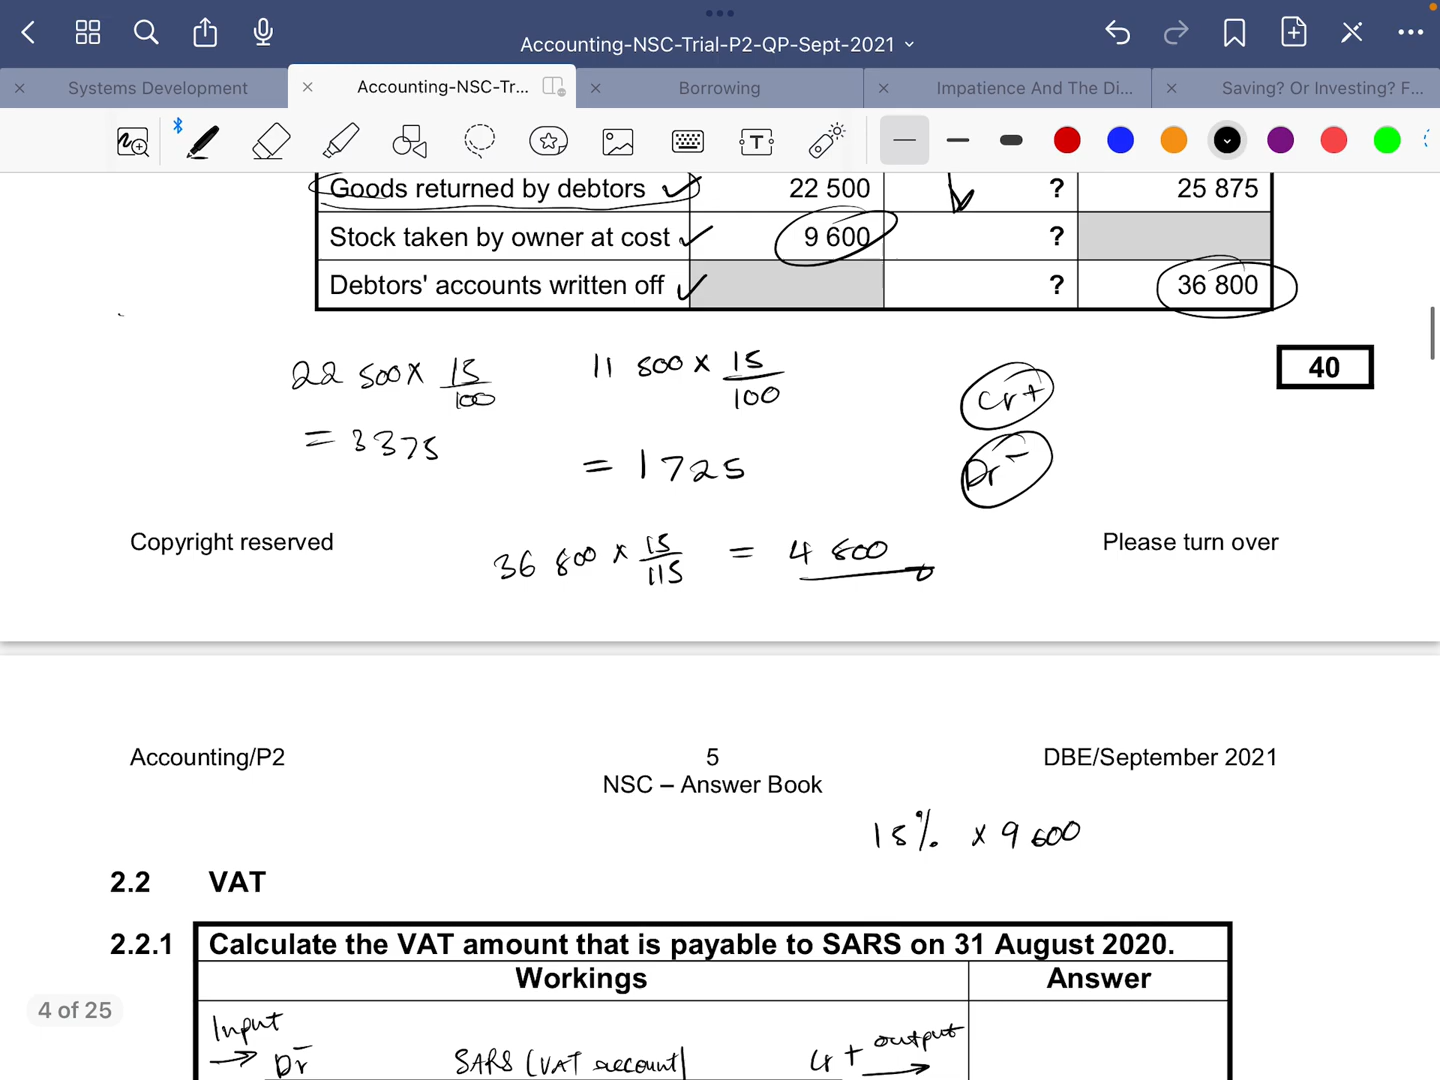 Accounting-NSC-Trial-P2-QP-Sept-2021
Systems Development
Accounting-NSC-Tr...
Borrowing
Impatience And The Di...
Saving? Or Investing? F...
Goods returned by debtors 22 500 ? 25 875
Stock taken by owner at cost 9 600 ?
Debtors' accounts written off ? 36 800
40
22 500 × 15/100
= 3375
11 500 × 15/100
= 1725
Cr+
Dr−
Copyright reserved
36 800 × 15/115 = 4 800
Please turn over
Accounting/P2
5
DBE/September 2021
NSC – Answer Book
15% × 9 600
2.2 VAT
2.2.1 Calculate the VAT amount that is payable to SARS on 31 August 2020.
Workings Answer
4 of 25
Input
Dr−
SARS (VAT account)
Cr + output